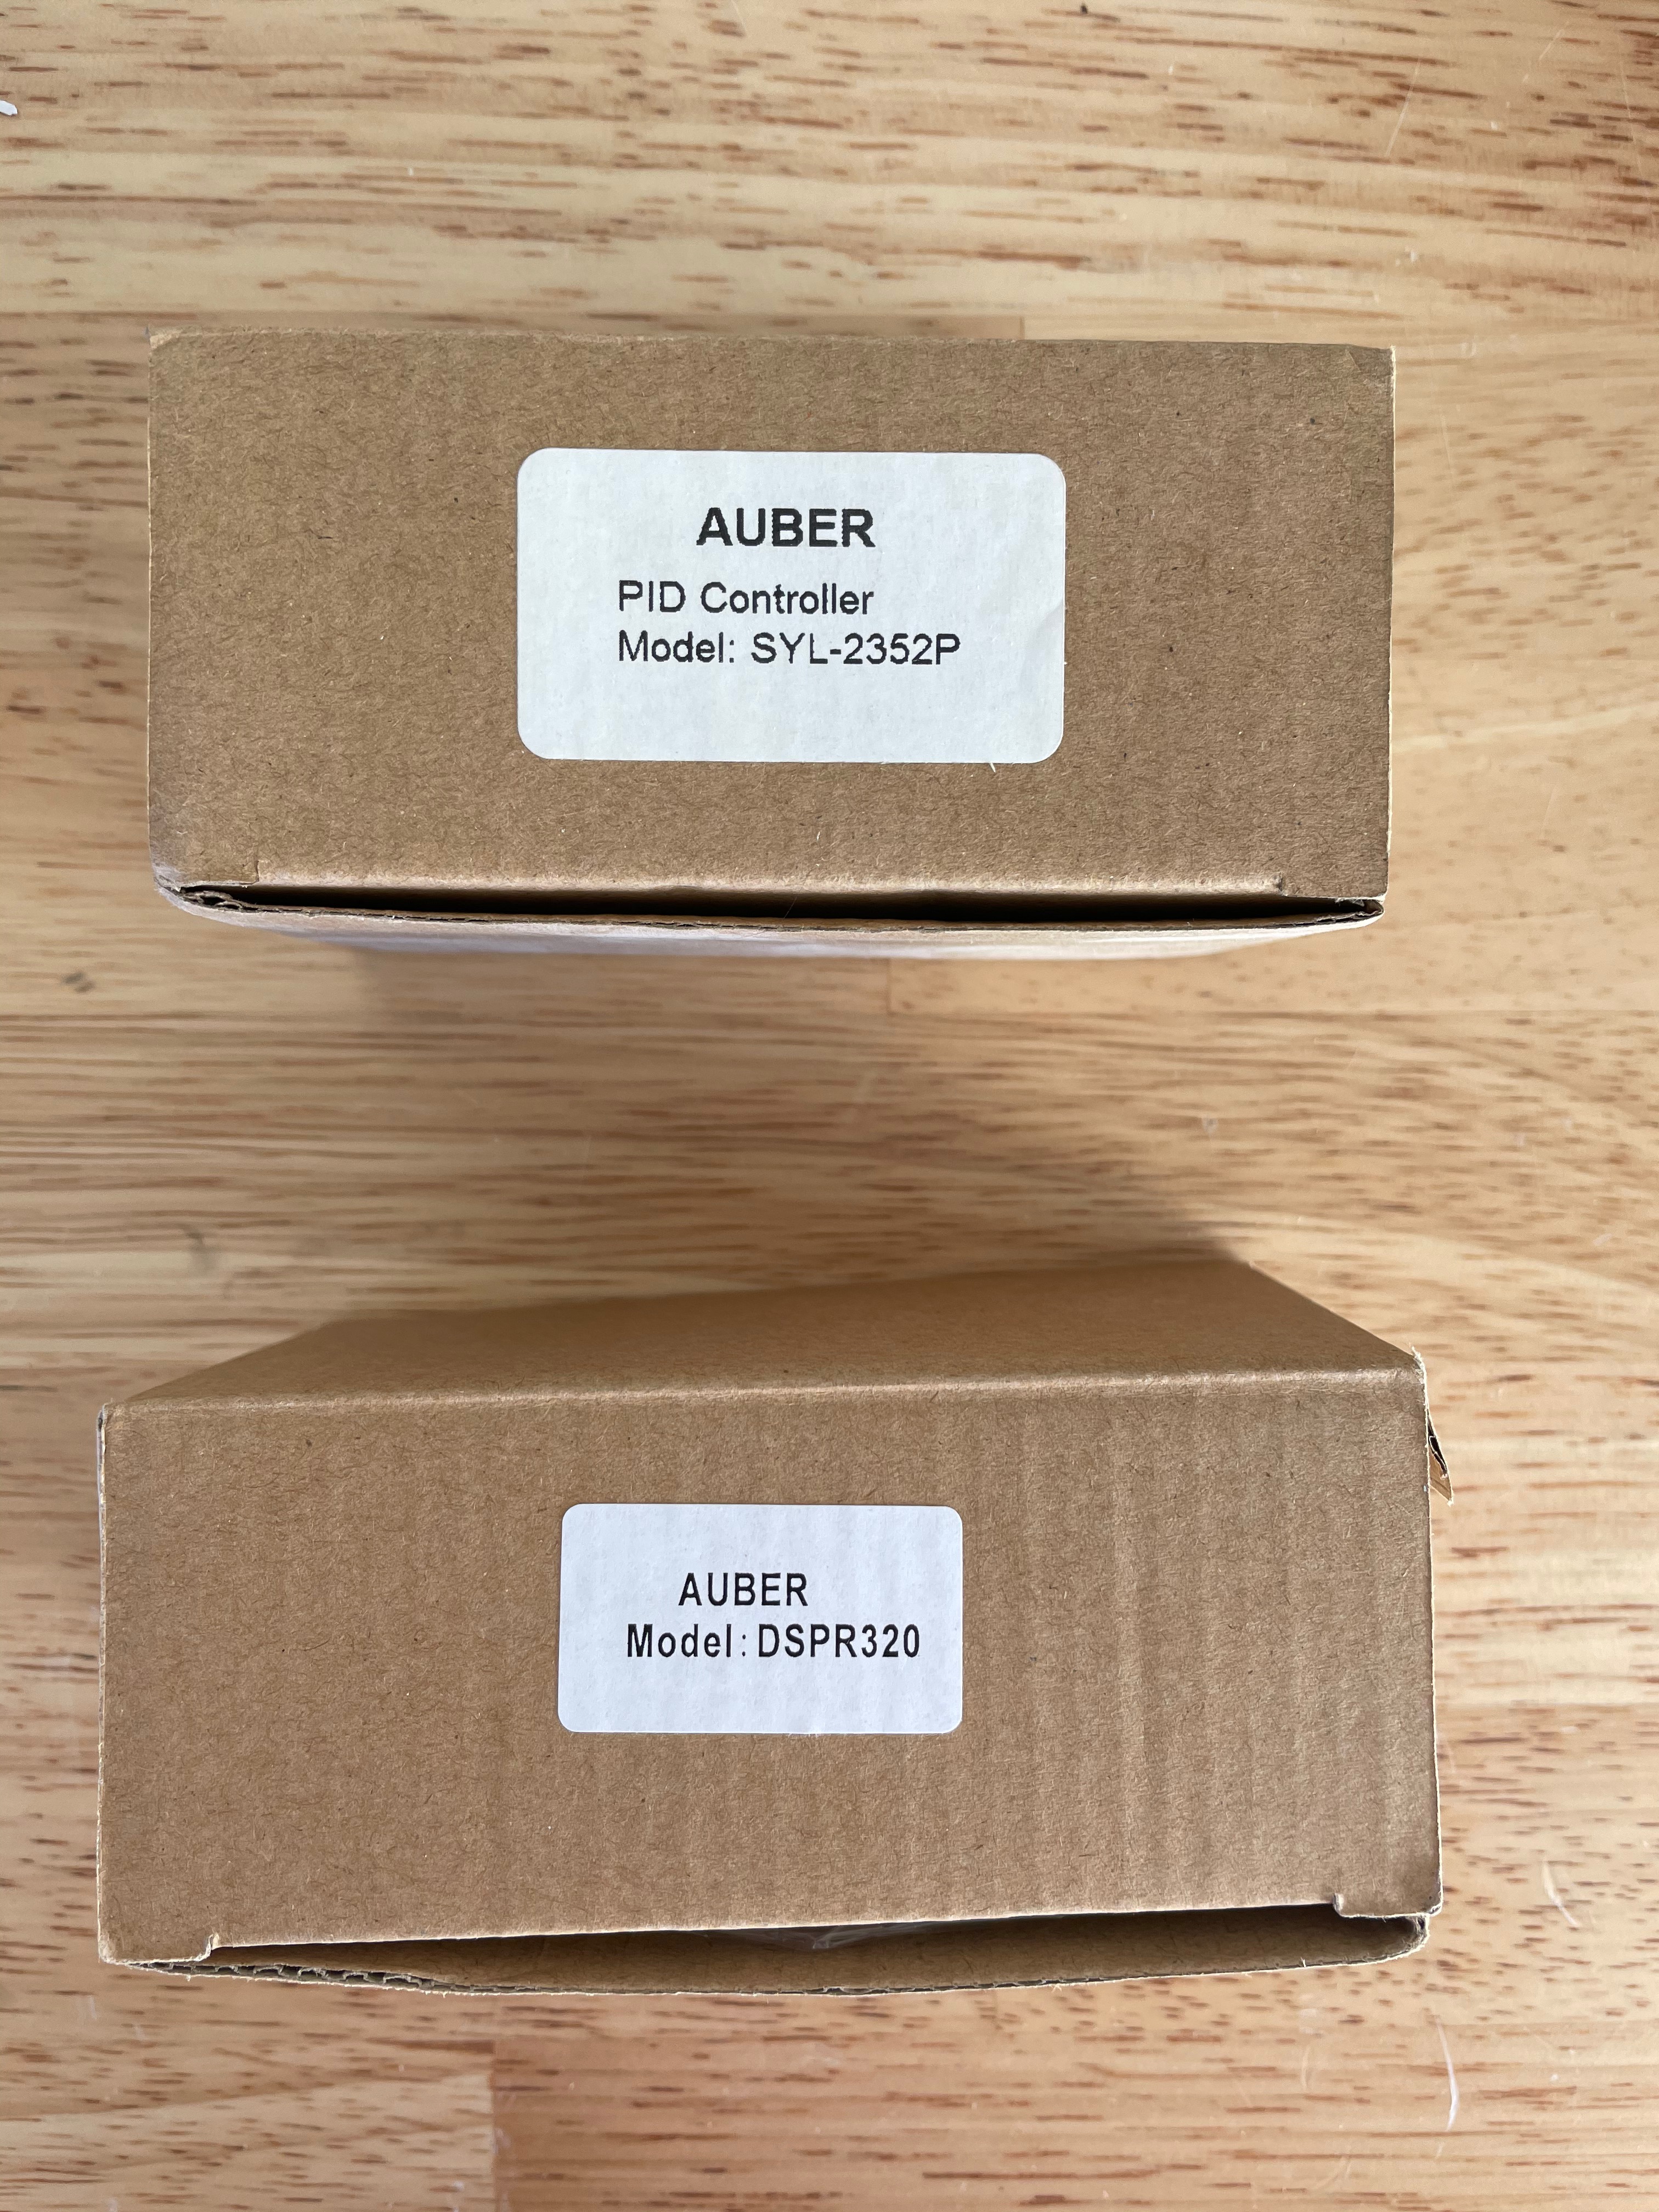 AUBER
PID Controller
Model: SYL-2352P
AUBER
Model:DSPR320